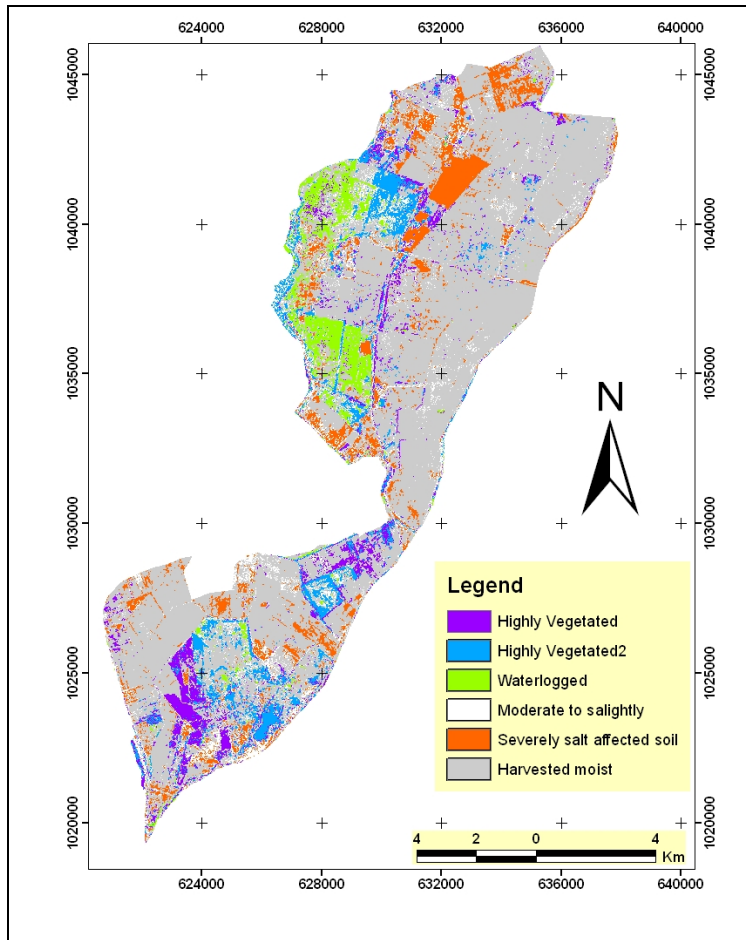 624000 628000 632000 636000 640000
1045000 1045000
1040000 1040000
1035000 1035000
N
1030000 1030000
Legend
Highly Vegetated
Highly Vegetated2
Waterlogged
Moderate to salightly
Severely salt affected soil
Harvested moist
1025000 1025000
1020000 1020000
4 2 0 4
Km
624000 628000 632000 636000 640000